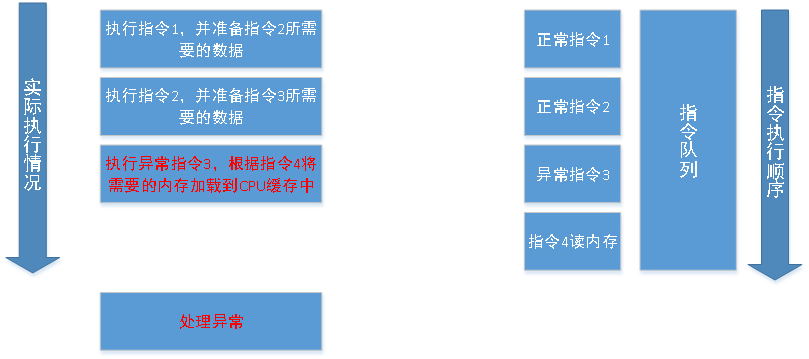 实际执行情况
执行指令1，并准备指令2所需
要的数据
执行指令2，并准备指令3所需
要的数据
执行异常指令3，根据指令4将
需要的内存加载到CPU缓存中
处理异常
正常指令1
正常指令2
异常指令3
指令4读内存
指令队列
指令执行顺序